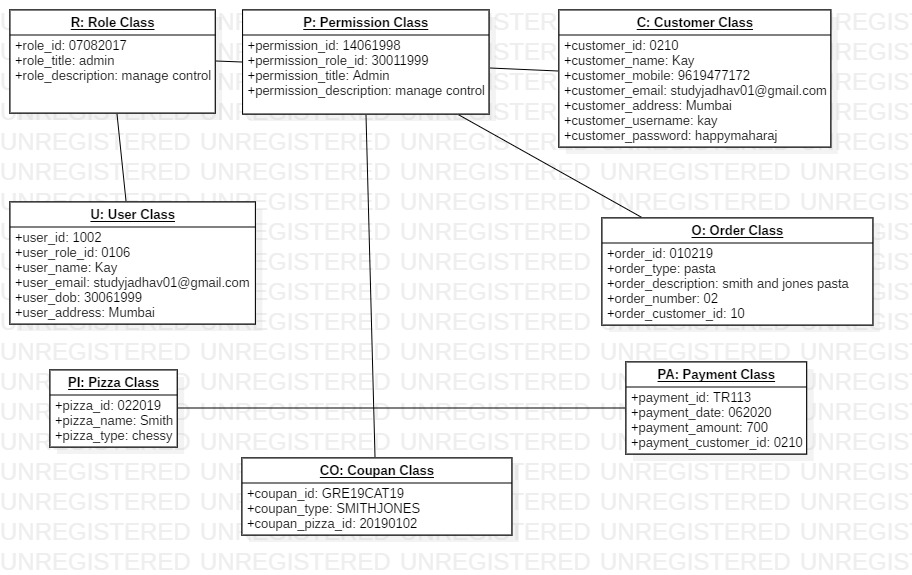 R: Role Class
+role_id: 07082017
+role_title: admin
+role_description: manage control
P: Permission Class
+permission_id: 14061998
+permission_role_id: 30011999
+permission_title: Admin
+permission_description: manage control
C: Customer Class
+customer_id: 0210
+customer_name: Kay
+customer_mobile: 9619477172
+customer_email: studyjadhav01@gmail.com
+customer_address: Mumbai
+customer_username: kay
+customer_password: happymaharaj
U: User Class
+user_id: 1002
+user_role_id: 0106
+user_name: Kay
+user_email: studyjadhav01@gmail.com
+user_dob: 30061999
+user_address: Mumbai
O: Order Class
+order_id: 010219
+order_type: pasta
+order_description: smith and jones pasta
+order_number: 02
+order_customer_id: 10
PI: Pizza Class
+pizza_id: 022019
+pizza_name: Smith
+pizza_type: chessy
PA: Payment Class
+payment_id: TR113
+payment_date: 062020
+payment_amount: 700
+payment_customer_id: 0210
CO: Coupan Class
+coupan_id: GRE19CAT19
+coupan_type: SMITHJONES
+coupan_pizza_id: 20190102
UNREGISTERED